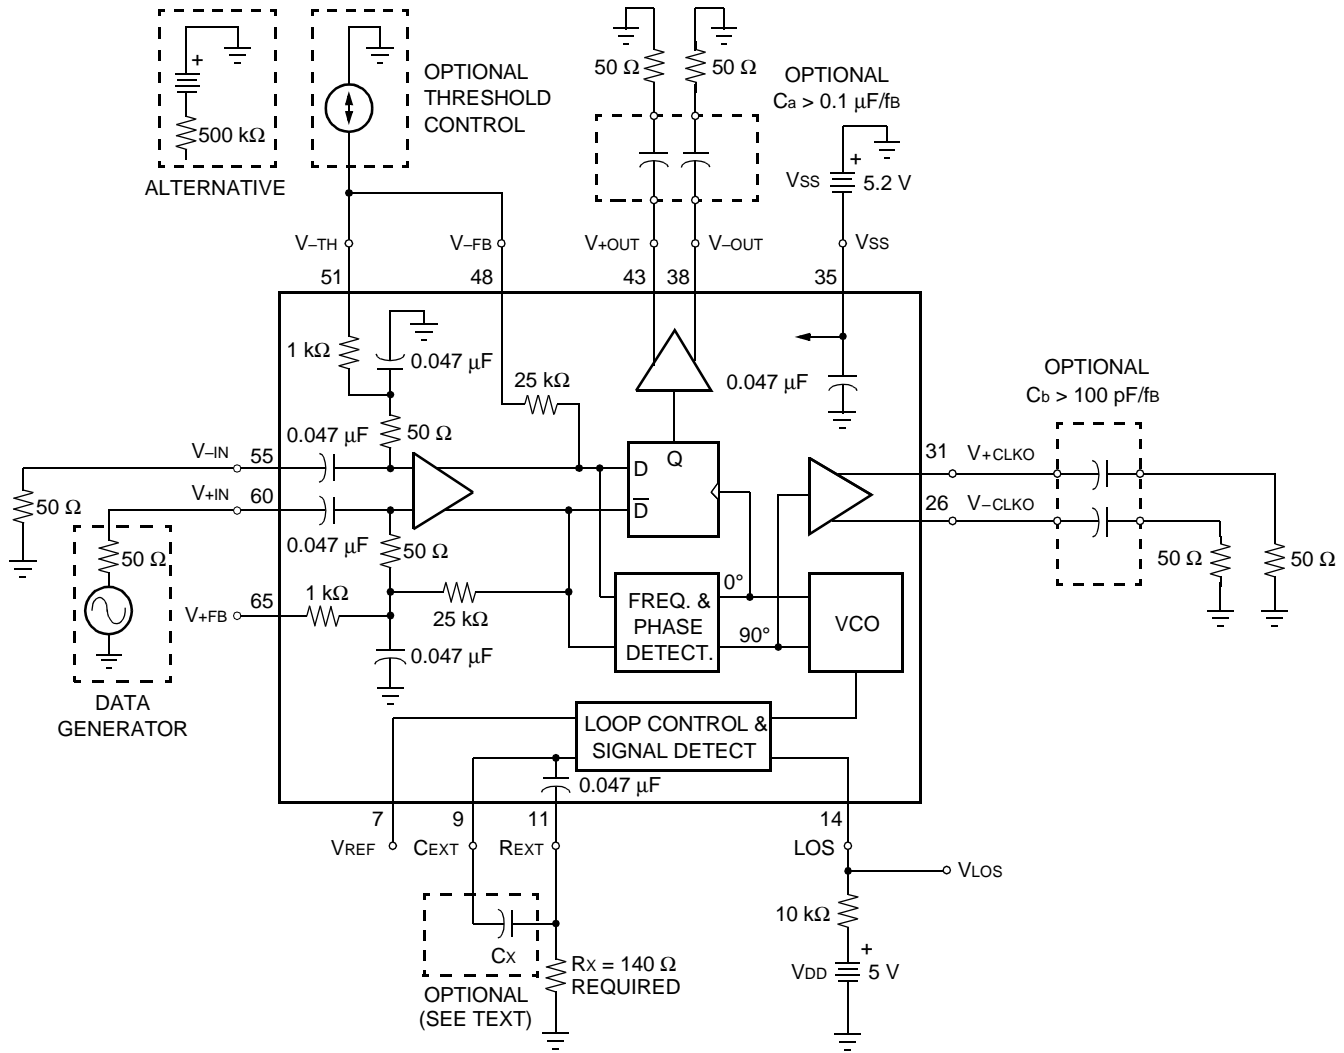 +
500 kΩ
ALTERNATIVE
OPTIONAL
THRESHOLD
CONTROL
50 Ω
50 Ω
OPTIONAL
Ca > 0.1 μF/fB
+
VSS
5.2 V
V–TH
V–FB
V+OUT
V–OUT
VSS
51
48
43
38
35
1 kΩ
0.047 μF
25 kΩ
0.047 μF
OPTIONAL
Cb > 100 pF/fB
0.047 μF
50 Ω
V–IN
55
D
Q
31
V+CLKO
V+IN
60
D̅
26
V–CLKO
50 Ω
0.047 μF
50 Ω
50 Ω
50 Ω
50 Ω
V+FB
65
1 kΩ
25 kΩ
0.047 μF
FREQ. &
PHASE
DETECT.
0°
90°
VCO
DATA
GENERATOR
LOOP CONTROL &
SIGNAL DETECT
0.047 μF
7
9
11
14
VREF
CEXT
REXT
LOS
VLOS
10 kΩ
CX
OPTIONAL
(SEE TEXT)
RX = 140 Ω
REQUIRED
+
VDD
5 V